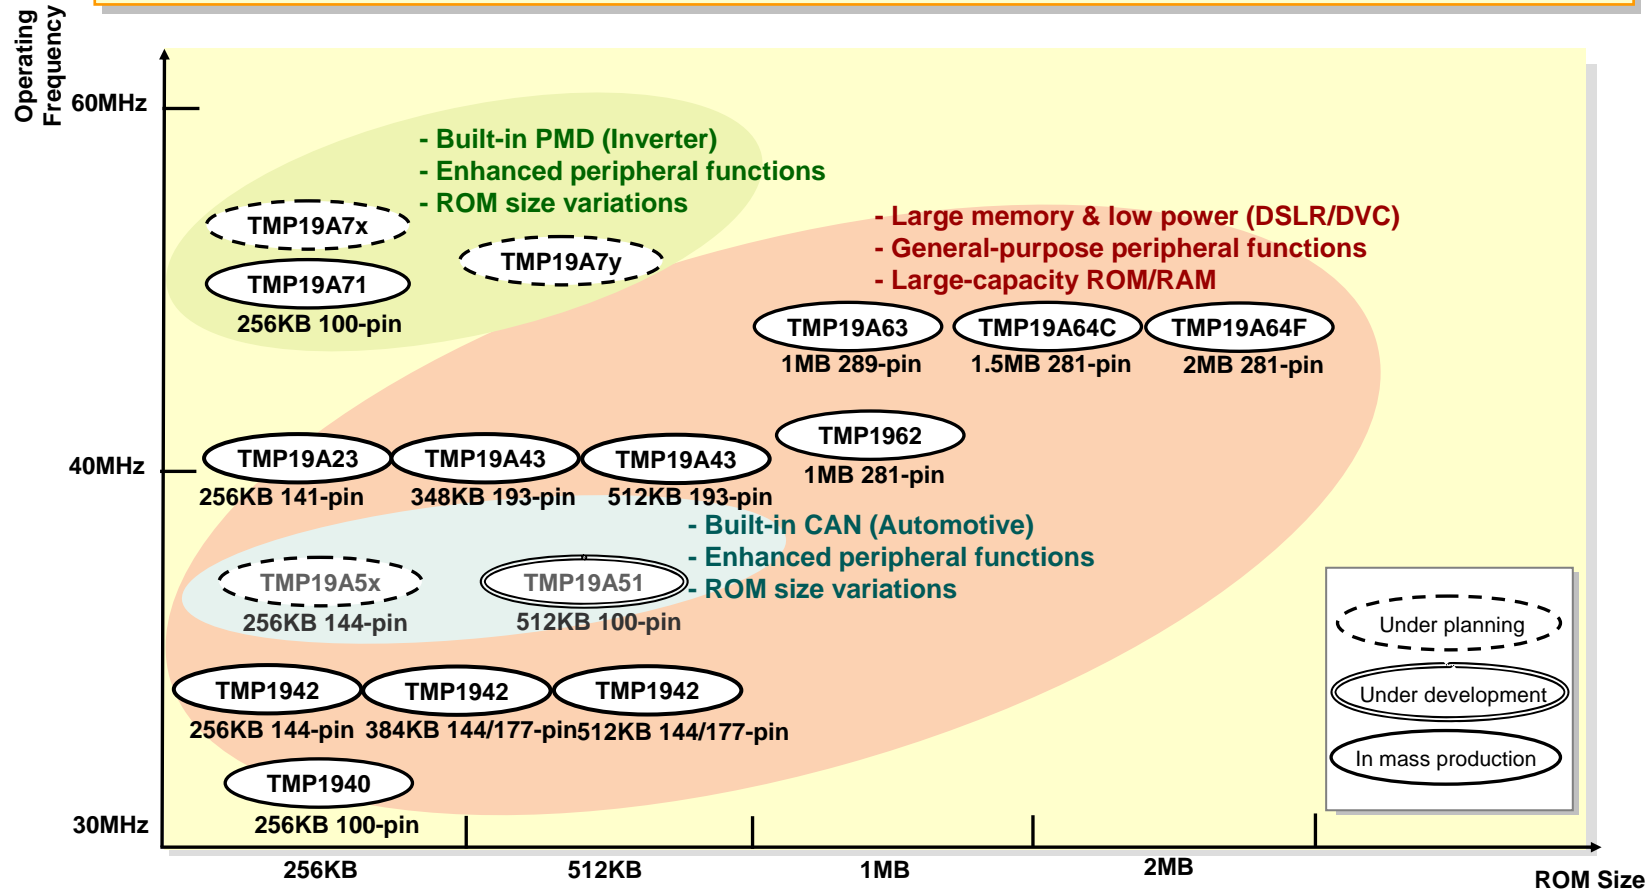 Operating
Frequency
60MHz
- Built-in PMD (Inverter)
- Enhanced peripheral functions
- ROM size variations
TMP19A7x
TMP19A7y
TMP19A71
256KB 100-pin
- Large memory & low power (DSLR/DVC)
- General-purpose peripheral functions
- Large-capacity ROM/RAM
TMP19A63
TMP19A64C
TMP19A64F
1MB 289-pin
1.5MB 281-pin
2MB 281-pin
TMP1962
1MB 281-pin
40MHz
TMP19A23
TMP19A43
TMP19A43
256KB 141-pin
348KB 193-pin
512KB 193-pin
- Built-in CAN (Automotive)
- Enhanced peripheral functions
- ROM size variations
TMP19A5x
TMP19A51
256KB 144-pin
512KB 100-pin
TMP1942
TMP1942
TMP1942
256KB 144-pin
384KB 144/177-pin
512KB 144/177-pin
TMP1940
256KB 100-pin
30MHz
Under planning
Under development
In mass production
256KB
512KB
1MB
2MB
ROM Size